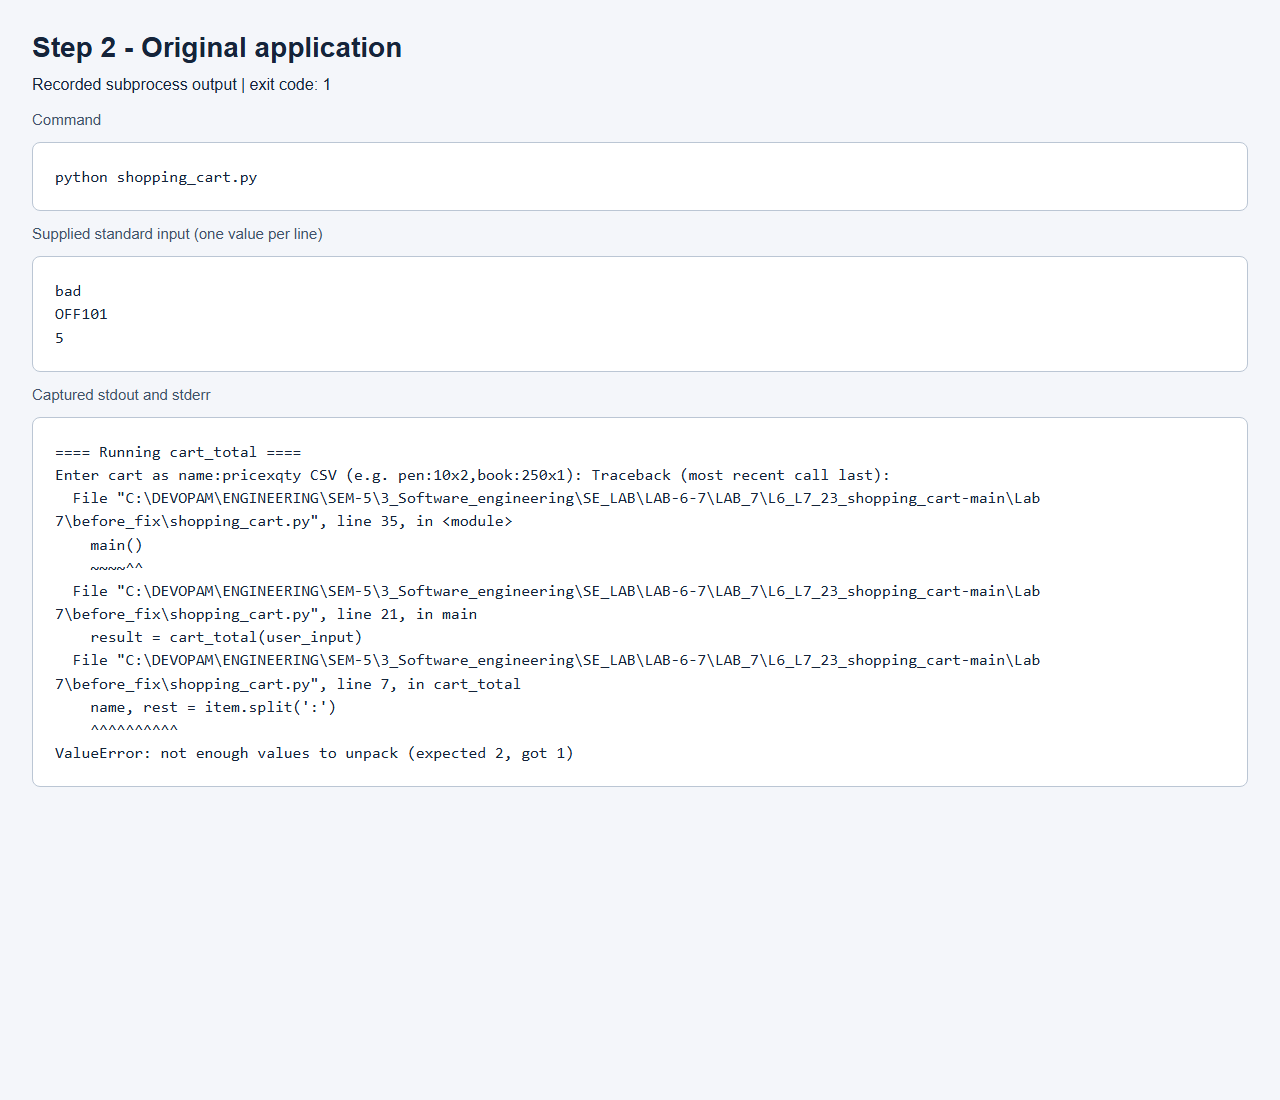 Step 2 - Original application
Recorded subprocess output | exit code: 1
Command
python shopping_cart.py
Supplied standard input (one value per line)
bad
OFF101
5
Captured stdout and stderr
==== Running cart_total ====
Enter cart as name:pricexqty CSV (e.g. pen:10x2,book:250x1): Traceback (most recent call last):
  File "C:\DEVOPAM\ENGINEERING\SEM-5\3_Software_engineering\SE_LAB\LAB-6-7\LAB_7\L6_L7_23_shopping_cart-main\Lab
7\before_fix\shopping_cart.py", line 35, in <module>
    main()
    ~~~~^^
  File "C:\DEVOPAM\ENGINEERING\SEM-5\3_Software_engineering\SE_LAB\LAB-6-7\LAB_7\L6_L7_23_shopping_cart-main\Lab
7\before_fix\shopping_cart.py", line 21, in main
    result = cart_total(user_input)
  File "C:\DEVOPAM\ENGINEERING\SEM-5\3_Software_engineering\SE_LAB\LAB-6-7\LAB_7\L6_L7_23_shopping_cart-main\Lab
7\before_fix\shopping_cart.py", line 7, in cart_total
    name, rest = item.split(':')
    ^^^^^^^^^^
ValueError: not enough values to unpack (expected 2, got 1)